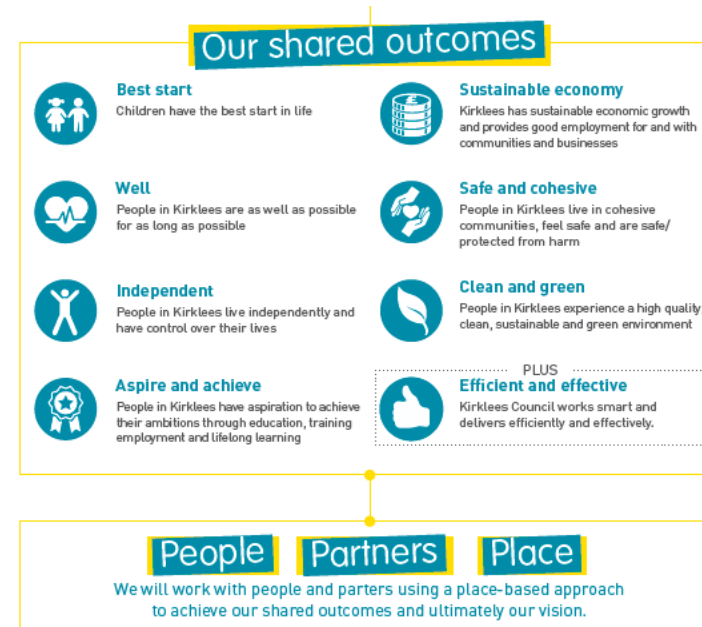 Our shared outcomes
Best start
Children have the best start in life
Well
People in Kirklees are as well as possible
for as long as possible
Independent
People in Kirklees live independently and
have control over their lives
Aspire and achieve
People in Kirklees have aspiration to achieve
their ambitions through education, training
employment and lifelong learning
Sustainable economy
Kirklees has sustainable economic growth
and provides good employment for and with
communities and businesses
Safe and cohesive
People in Kirklees live in cohesive
communities, feel safe and are safe/
protected from harm
Clean and green
People in Kirklees experience a high quality,
clean, sustainable and green environment
PLUS
Efficient and effective
Kirklees Council works smart and
delivers efficiently and effectively.
People Partners Place
We will work with people and parters using a place-based approach
to achieve our shared outcomes and ultimately our vision.